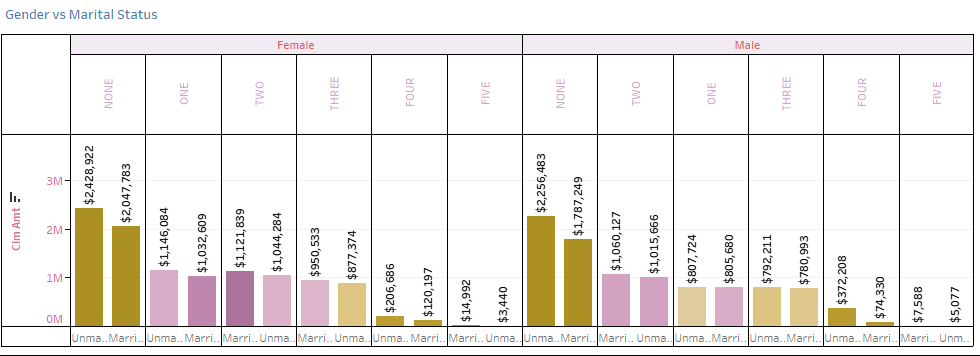 Gender vs Marital Status
Female Male
NONE ONE TWO THREE FOUR FIVE NONE TWO ONE THREE FOUR FIVE
Clm Amt
3M
2M
1M
0M
$2,428,922 $2,047,783 $1,146,084 $1,032,609 $1,121,839 $1,044,284 $950,533 $877,374 $206,686 $120,197 $14,992 $3,440 $2,256,483 $1,787,249 $1,060,127 $1,015,666 $807,724 $805,680 $792,211 $780,993 $372,208 $74,330 $7,588 $5,077
Unma.. Marri.. Unma.. Marri.. Marri.. Unma.. Marri.. Unma.. Unma.. Marri.. Marri.. Unma.. Unma.. Marri.. Marri.. Unma.. Unma.. Marri.. Unma.. Marri.. Unma.. Marri.. Marri.. Unm..